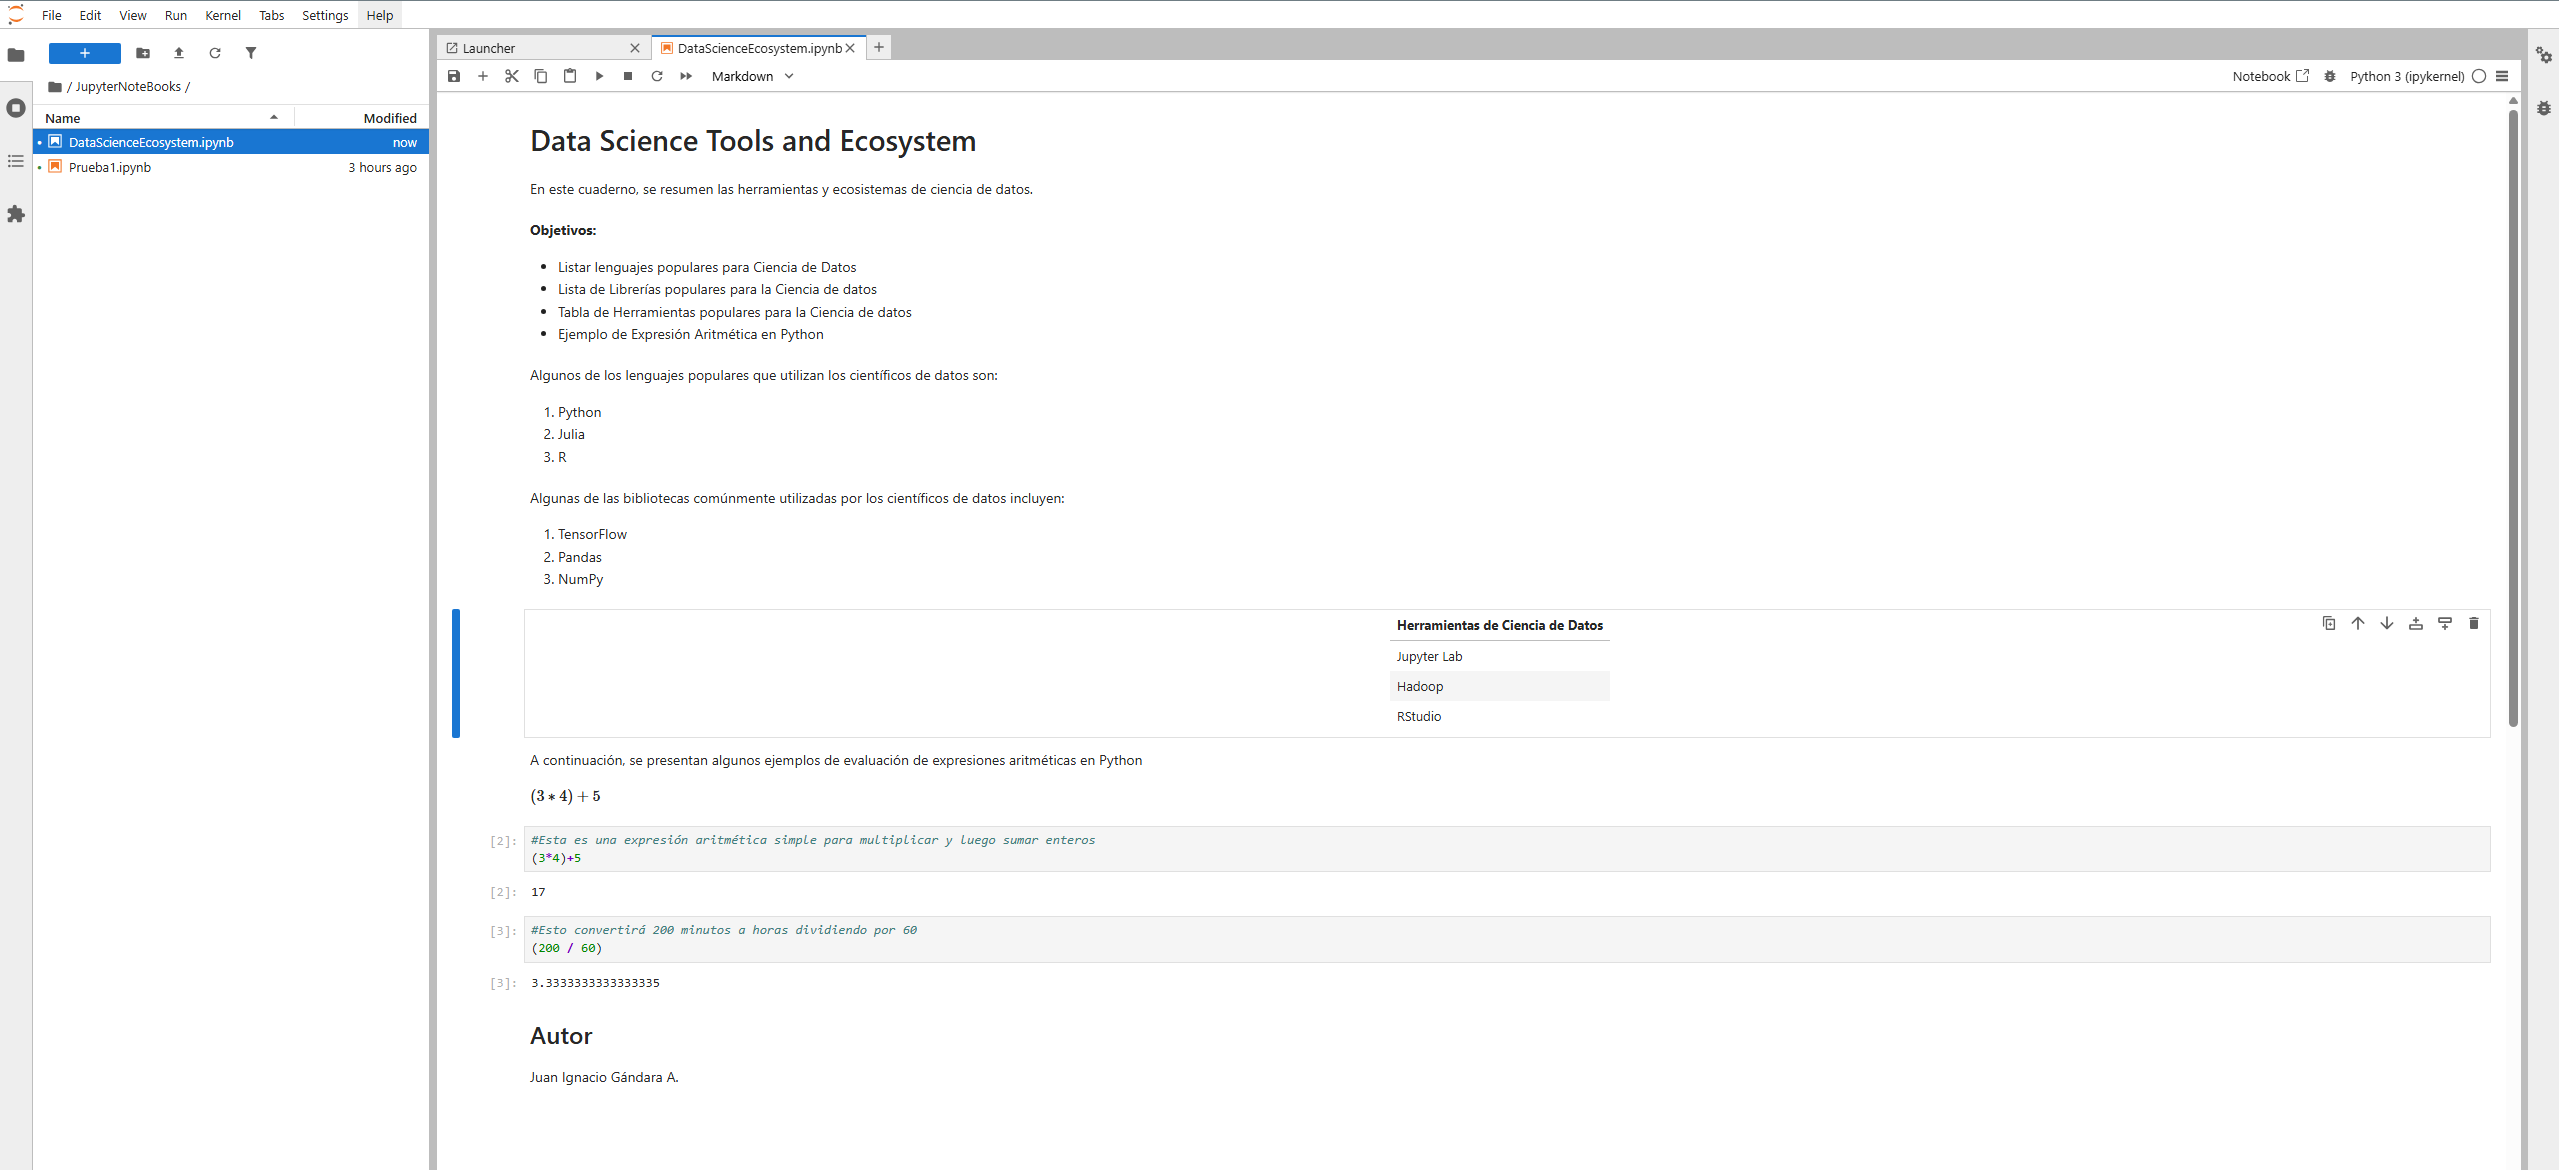 File Edit View Run Kernel Tabs Settings Help
+
/ JupyterNoteBooks /
Name Modified
DataScienceEcosystem.ipynb now
Prueba1.ipynb 3 hours ago
Launcher DataScienceEcosystem.ipynb
Markdown Notebook Python 3 (ipykernel)
Data Science Tools and Ecosystem
En este cuaderno, se resumen las herramientas y ecosistemas de ciencia de datos.
Objetivos:
• Listar lenguajes populares para Ciencia de Datos
• Lista de Librerías populares para la Ciencia de datos
• Tabla de Herramientas populares para la Ciencia de datos
• Ejemplo de Expresión Aritmética en Python
Algunos de los lenguajes populares que utilizan los científicos de datos son:
1. Python
2. Julia
3. R
Algunas de las bibliotecas comúnmente utilizadas por los científicos de datos incluyen:
1. TensorFlow
2. Pandas
3. NumPy
Herramientas de Ciencia de Datos
Jupyter Lab
Hadoop
RStudio
A continuación, se presentan algunos ejemplos de evaluación de expresiones aritméticas en Python
(3 * 4) + 5
[2]: #Esta es una expresión aritmética simple para multiplicar y luego sumar enteros
(3*4)+5
[2]: 17
[3]: #Esto convertirá 200 minutos a horas dividiendo por 60
(200 / 60)
[3]: 3.3333333333333335
Autor
Juan Ignacio Gándara A.